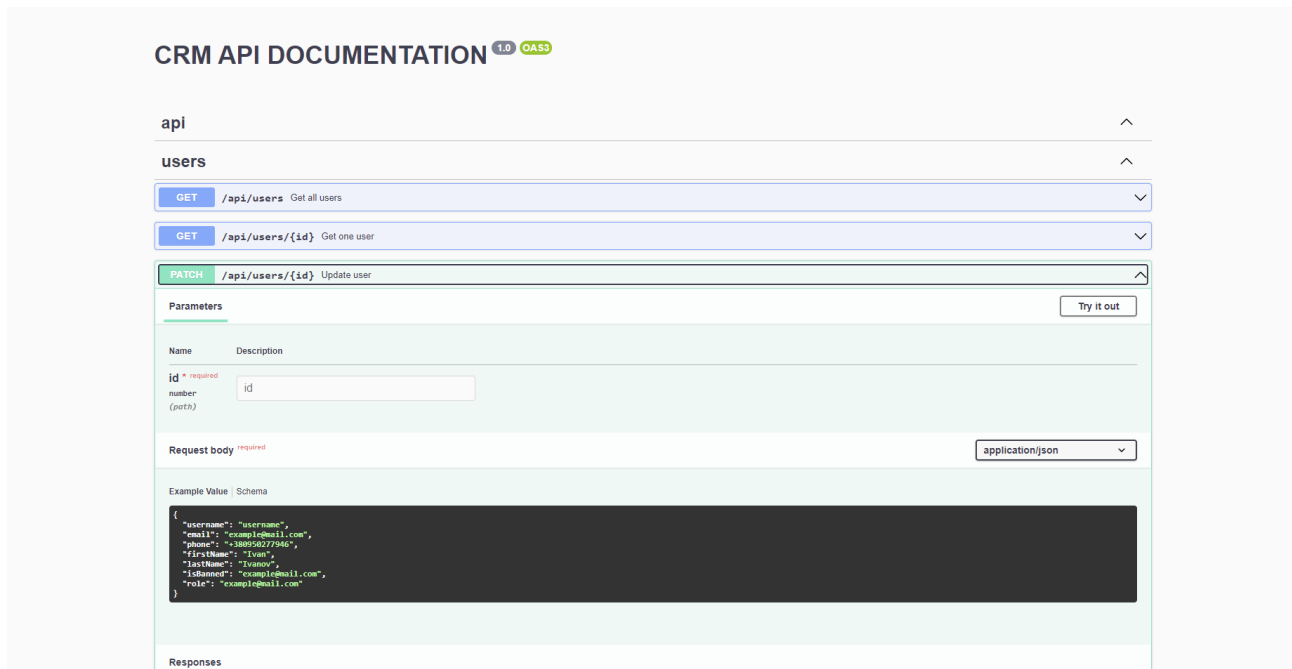 CRM API DOCUMENTATION 1.0 OAS3
api
users
GET /api/users Get all users
GET /api/users/{id} Get one user
PATCH /api/users/{id} Update user
Parameters Try it out
Name Description
id * required id
number
(path)
Request body required application/json
Example Value Schema
{
"username": "username",
"email": "example@mail.com",
"phone": "+380950277946",
"firstName": "Ivan",
"lastName": "Ivanov",
"isBanned": "example@mail.com",
"role": "example@mail.com"
}
Responses